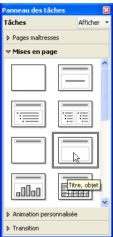 Panneau des tâches
Tâches
Afficher
Pages maîtresses
Mises en page
Titre, objet
Animation personnalisée
Transition